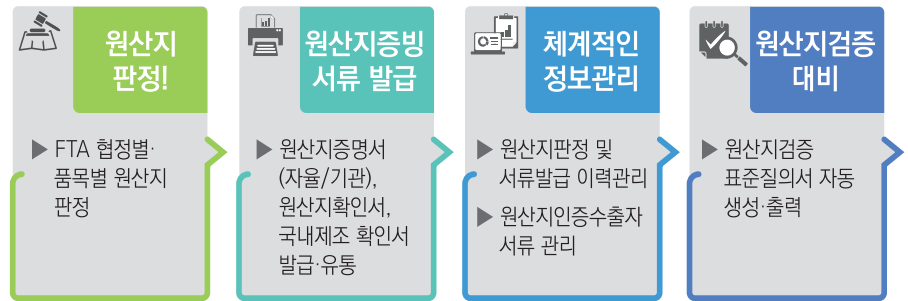 원산지
판정!
▶ FTA 협정별·
품목별 원산지
판정
원산지증빙
서류 발급
▶ 원산지증명서
(자율/기관),
원산지확인서,
국내제조 확인서
발급·유통
체계적인
정보관리
▶ 원산지판정 및
서류발급 이력관리
▶ 원산지인증수출자
서류 관리
원산지검증
대비
▶ 원산지검증
표준질의서 자동
생성·출력